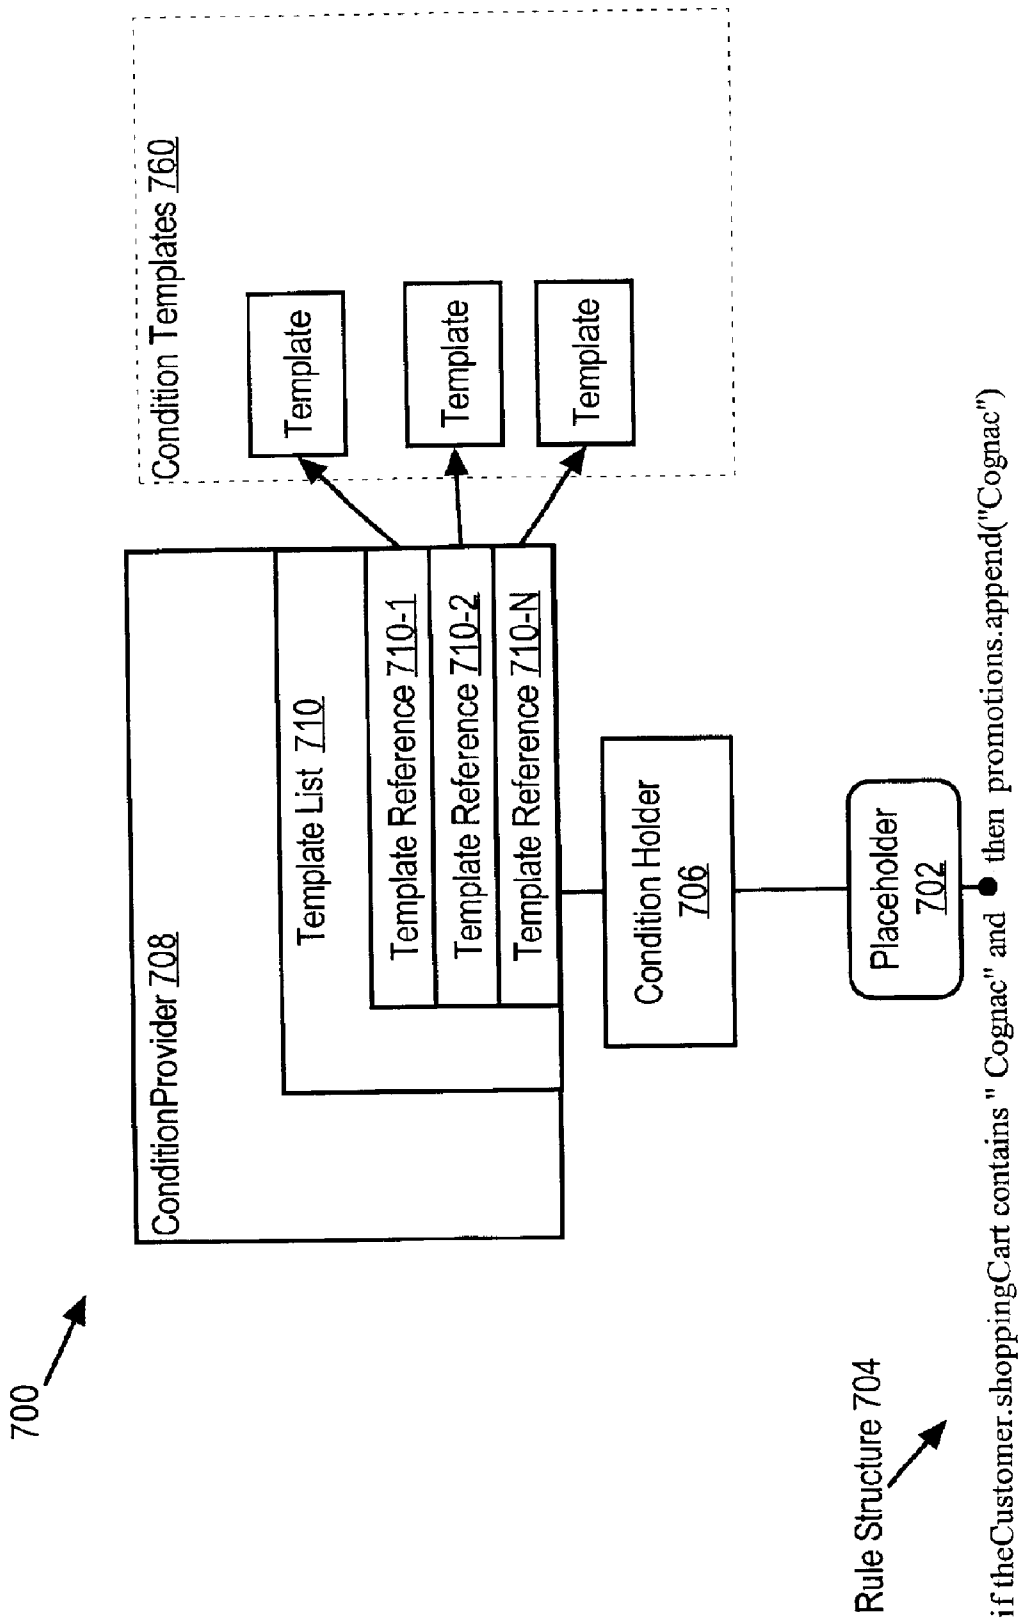 700
ConditionProvider 708
Template List 710
Template Reference 710-1
Template Reference 710-2
Template Reference 710-N
Condition Templates 760
Template
Template
Template
Condition Holder
706
Placeholder
702
Rule Structure 704
if theCustomer.shoppingCart contains " Cognac" and then promotions.append("Cognac")